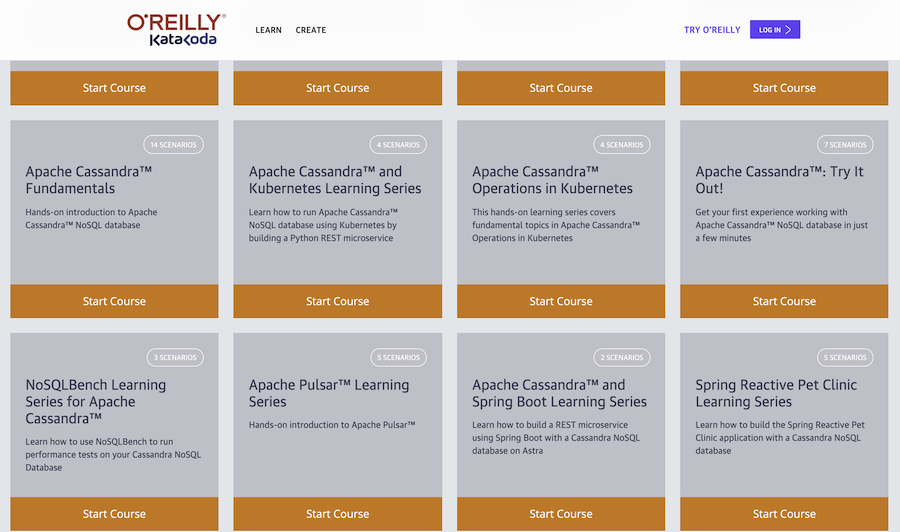 O'REILLY®
KataKoda
LEARN CREATE
TRY O'REILLY
LOG IN
Start Course
Start Course
Start Course
Start Course
14 SCENARIOS
Apache Cassandra™
Fundamentals
Hands-on introduction to Apache
Cassandra™ NoSQL database
Start Course
4 SCENARIOS
Apache Cassandra™ and
Kubernetes Learning Series
Learn how to run Apache Cassandra™
NoSQL database using Kubernetes by
building a Python REST microservice
Start Course
4 SCENARIOS
Apache Cassandra™
Operations in Kubernetes
This hands-on learning series covers
fundamental topics in Apache Cassandra™
Operations in Kubernetes
Start Course
7 SCENARIOS
Apache Cassandra™: Try It
Out!
Get your first experience working with
Apache Cassandra™ NoSQL database in just
a few minutes
Start Course
3 SCENARIOS
NoSQLBench Learning
Series for Apache
Cassandra™
Learn how to use NoSQLBench to run
performance tests on your Cassandra NoSQL
Database
Start Course
5 SCENARIOS
Apache Pulsar™ Learning
Series
Hands-on introduction to Apache Pulsar™
Start Course
2 SCENARIOS
Apache Cassandra™ and
Spring Boot Learning Series
Learn how to build a REST microservice
using Spring Boot with a Cassandra NoSQL
database on Astra
Start Course
5 SCENARIOS
Spring Reactive Pet Clinic
Learning Series
Learn how to build the Spring Reactive Pet
Clinic application with a Cassandra NoSQL
database
Start Course